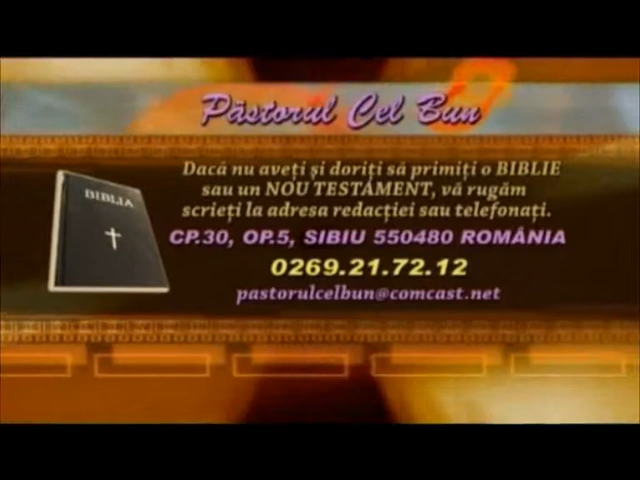 Păstorul Cel Bun
Dacă nu aveți și doriți să primiți o BIBLIE
sau un NOU TESTAMENT, vă rugăm
scrieți la adresa redacției sau telefonați.
BIBLIA
CP.30, OP.5, SIBIU 550480 ROMÂNIA
0269.21.72.12
pastorulcelbun@comcast.net